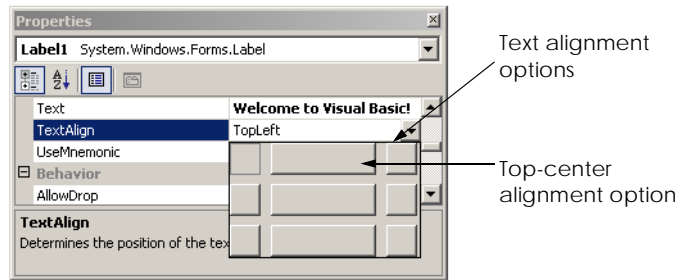 Properties
Label1 System.Windows.Forms.Label
Text Welcome to Visual Basic!
TextAlign TopLeft
UseMnemonic
Behavior
AllowDrop
TextAlign
Determines the position of the tex
Text alignment
options
Top-center
alignment option